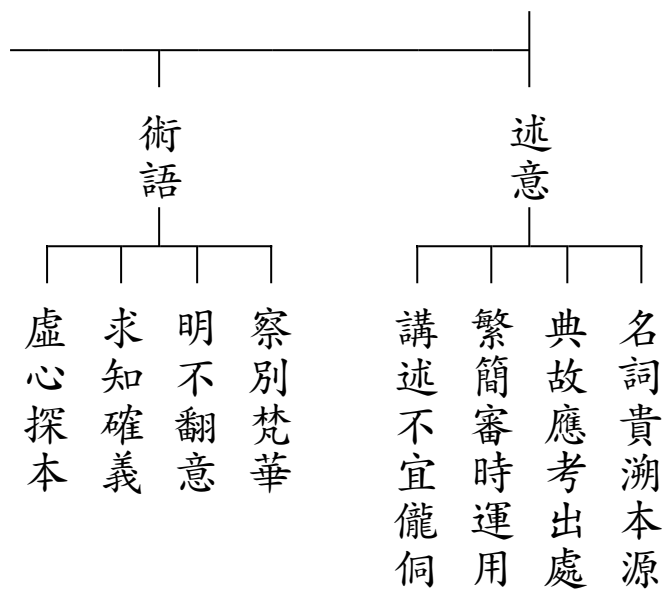 述意
名詞貴溯本源
典故應考出處
繁簡審時運用
講述不宜儱侗
術語
察別梵華
明不翻意
求知確義
虛心探本